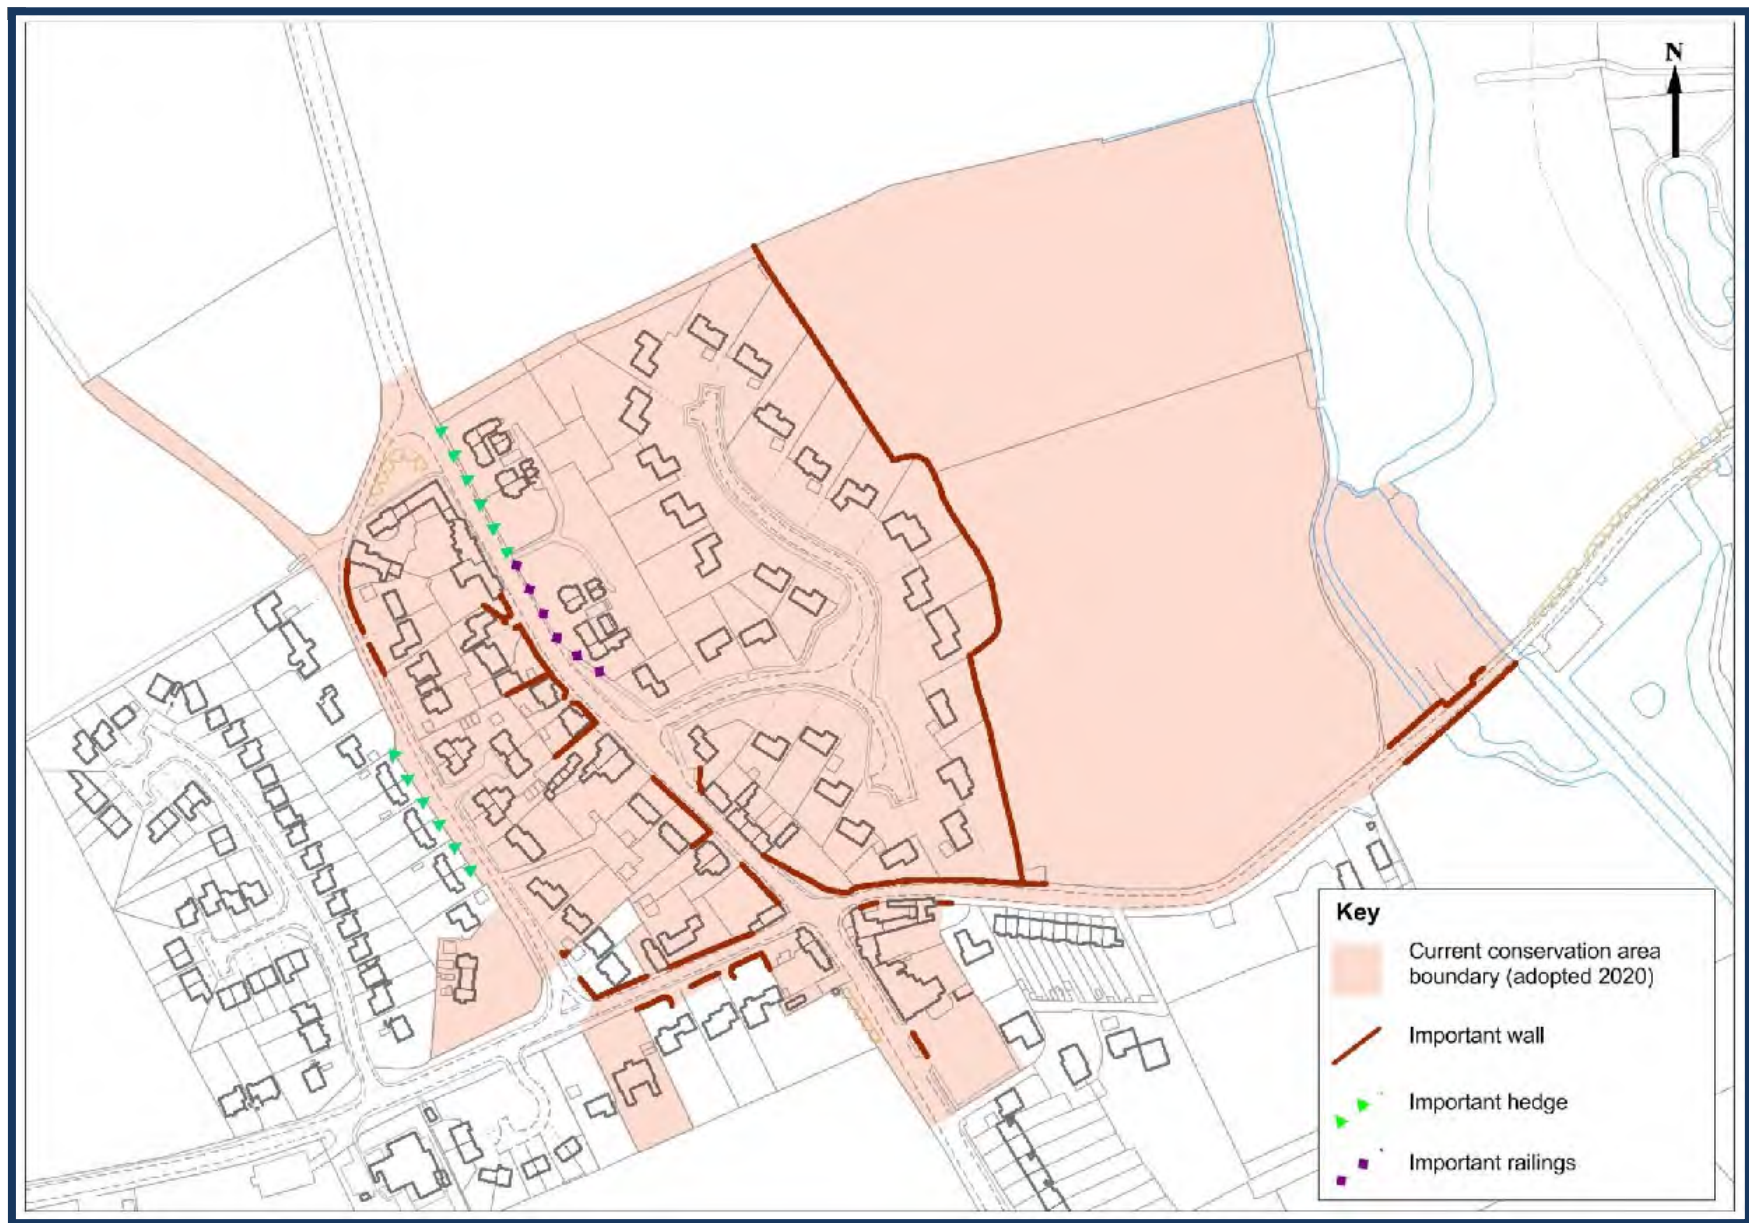 N
Key
Current conservation area
boundary (adopted 2020)
Important wall
Important hedge
Important railings